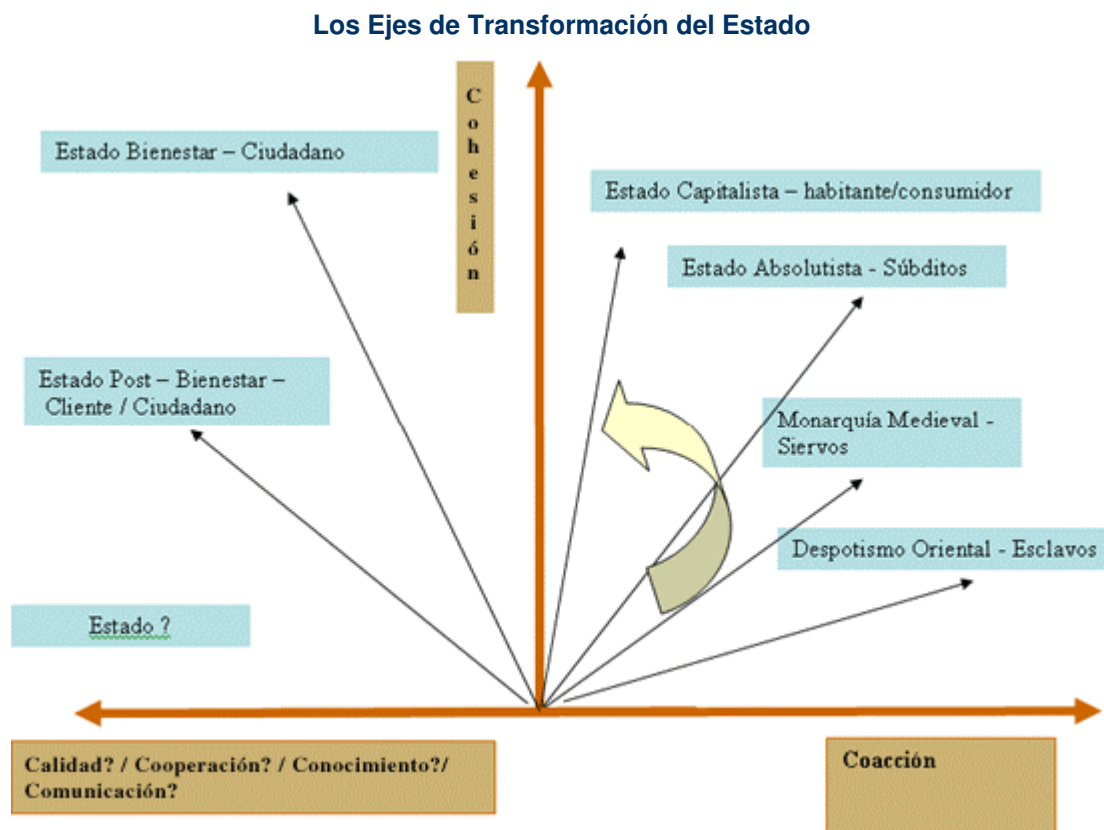 Los Ejes de Transformación del Estado
Cohesión
Estado Bienestar – Ciudadano
Estado Capitalista – habitante/consumidor
Estado Absolutista - Súbditos
Estado Post – Bienestar –
Cliente / Ciudadano
Monarquía Medieval -
Siervos
Despotismo Oriental - Esclavos
Estado ?
Calidad? / Cooperación? / Conocimiento?/
Comunicación?
Coacción